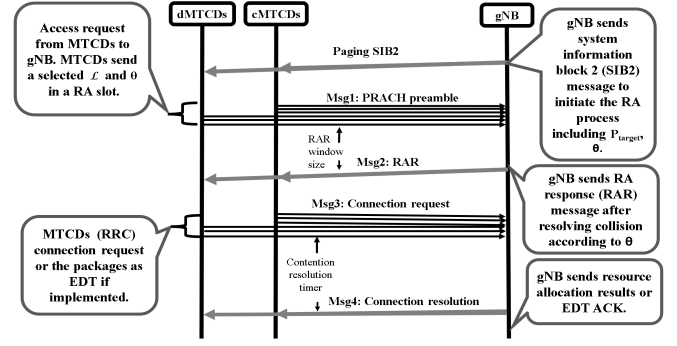 dMTCDs
cMTCDs
gNB
Access request
from MTCDs to
gNB. MTCDs send
a selected ℒ and θ
in a RA slot.
Paging SIB2
gNB sends
system
information
block 2 (SIB2)
message to
initiate the RA
process
including P_target,
θ.
Msg1: PRACH preamble
RAR
window
size
Msg2: RAR
gNB sends RA
response (RAR)
message after
resolving collision
according to θ
Msg3: Connection request
MTCDs (RRC)
connection request
or the packages as
EDT if
implemented.
Contention
resolution
timer
Msg4: Connection resolution
gNB sends resource
allocation results or
EDT ACK.